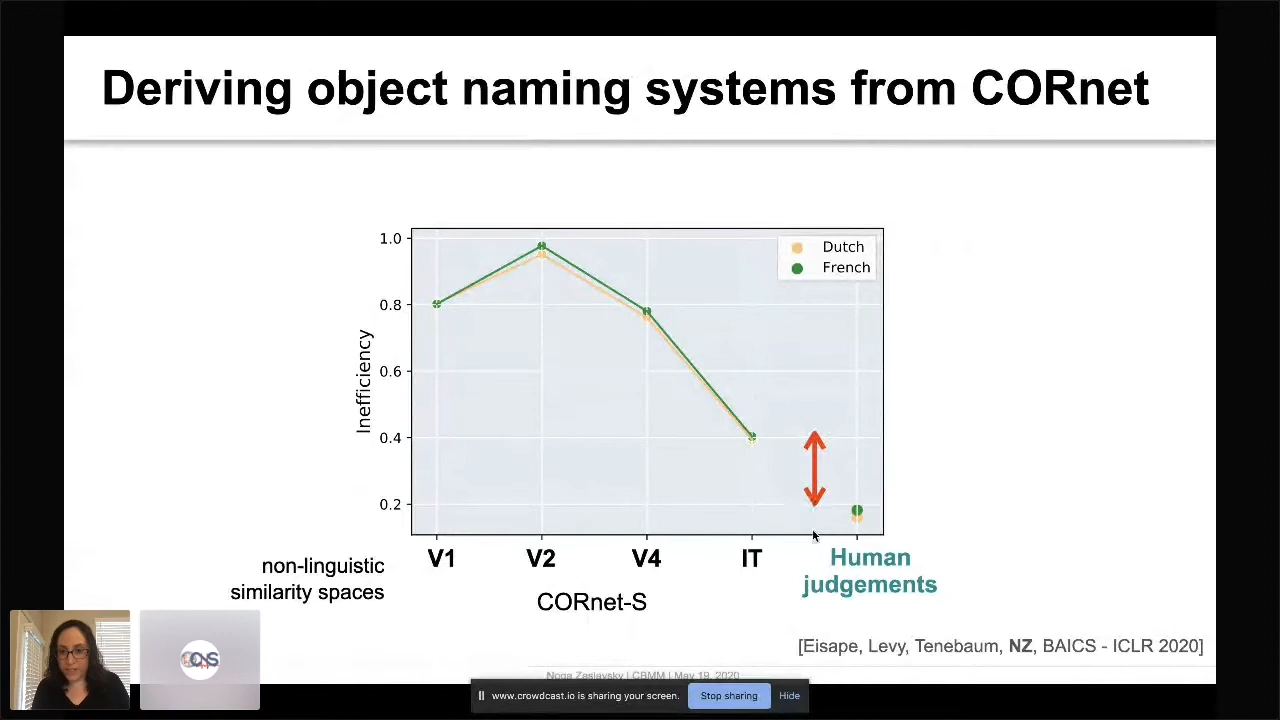 Deriving object naming systems from CORnet
1.0
0.8
0.6
0.4
0.2
Inefficiency
Dutch
French
V1
V2
V4
IT
Human
judgements
non-linguistic
similarity spaces
CORnet-S
[Eisape, Levy, Tenebaum, NZ, BAICS - ICLR 2020]
Noga Zaslavsky | CBMM | May 19, 2020
www.crowdcast.io is sharing your screen.
Stop sharing
Hide